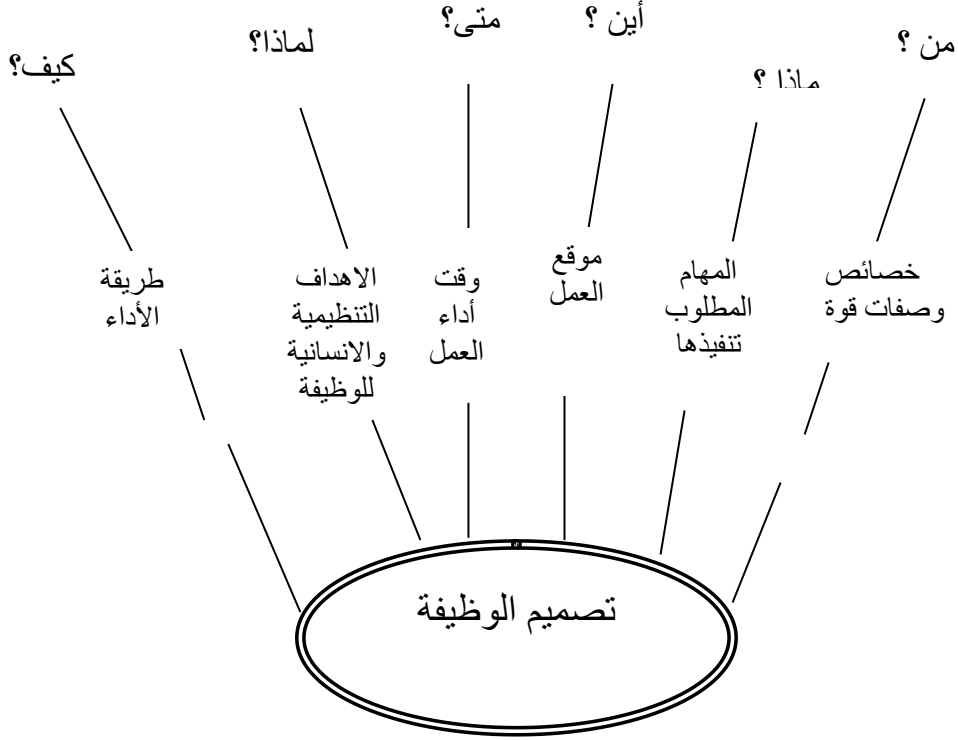 من ؟
ماذا ؟
أين ؟
متى؟
لماذا؟
كيف؟
خصائص
وصفات قوة
المهام
المطلوب
تنفيذها
موقع
العمل
وقت
أداء
العمل
الاهداف
التنظيمية
والانسانية
للوظيفة
طريقة
الأداء
تصميم الوظيفة